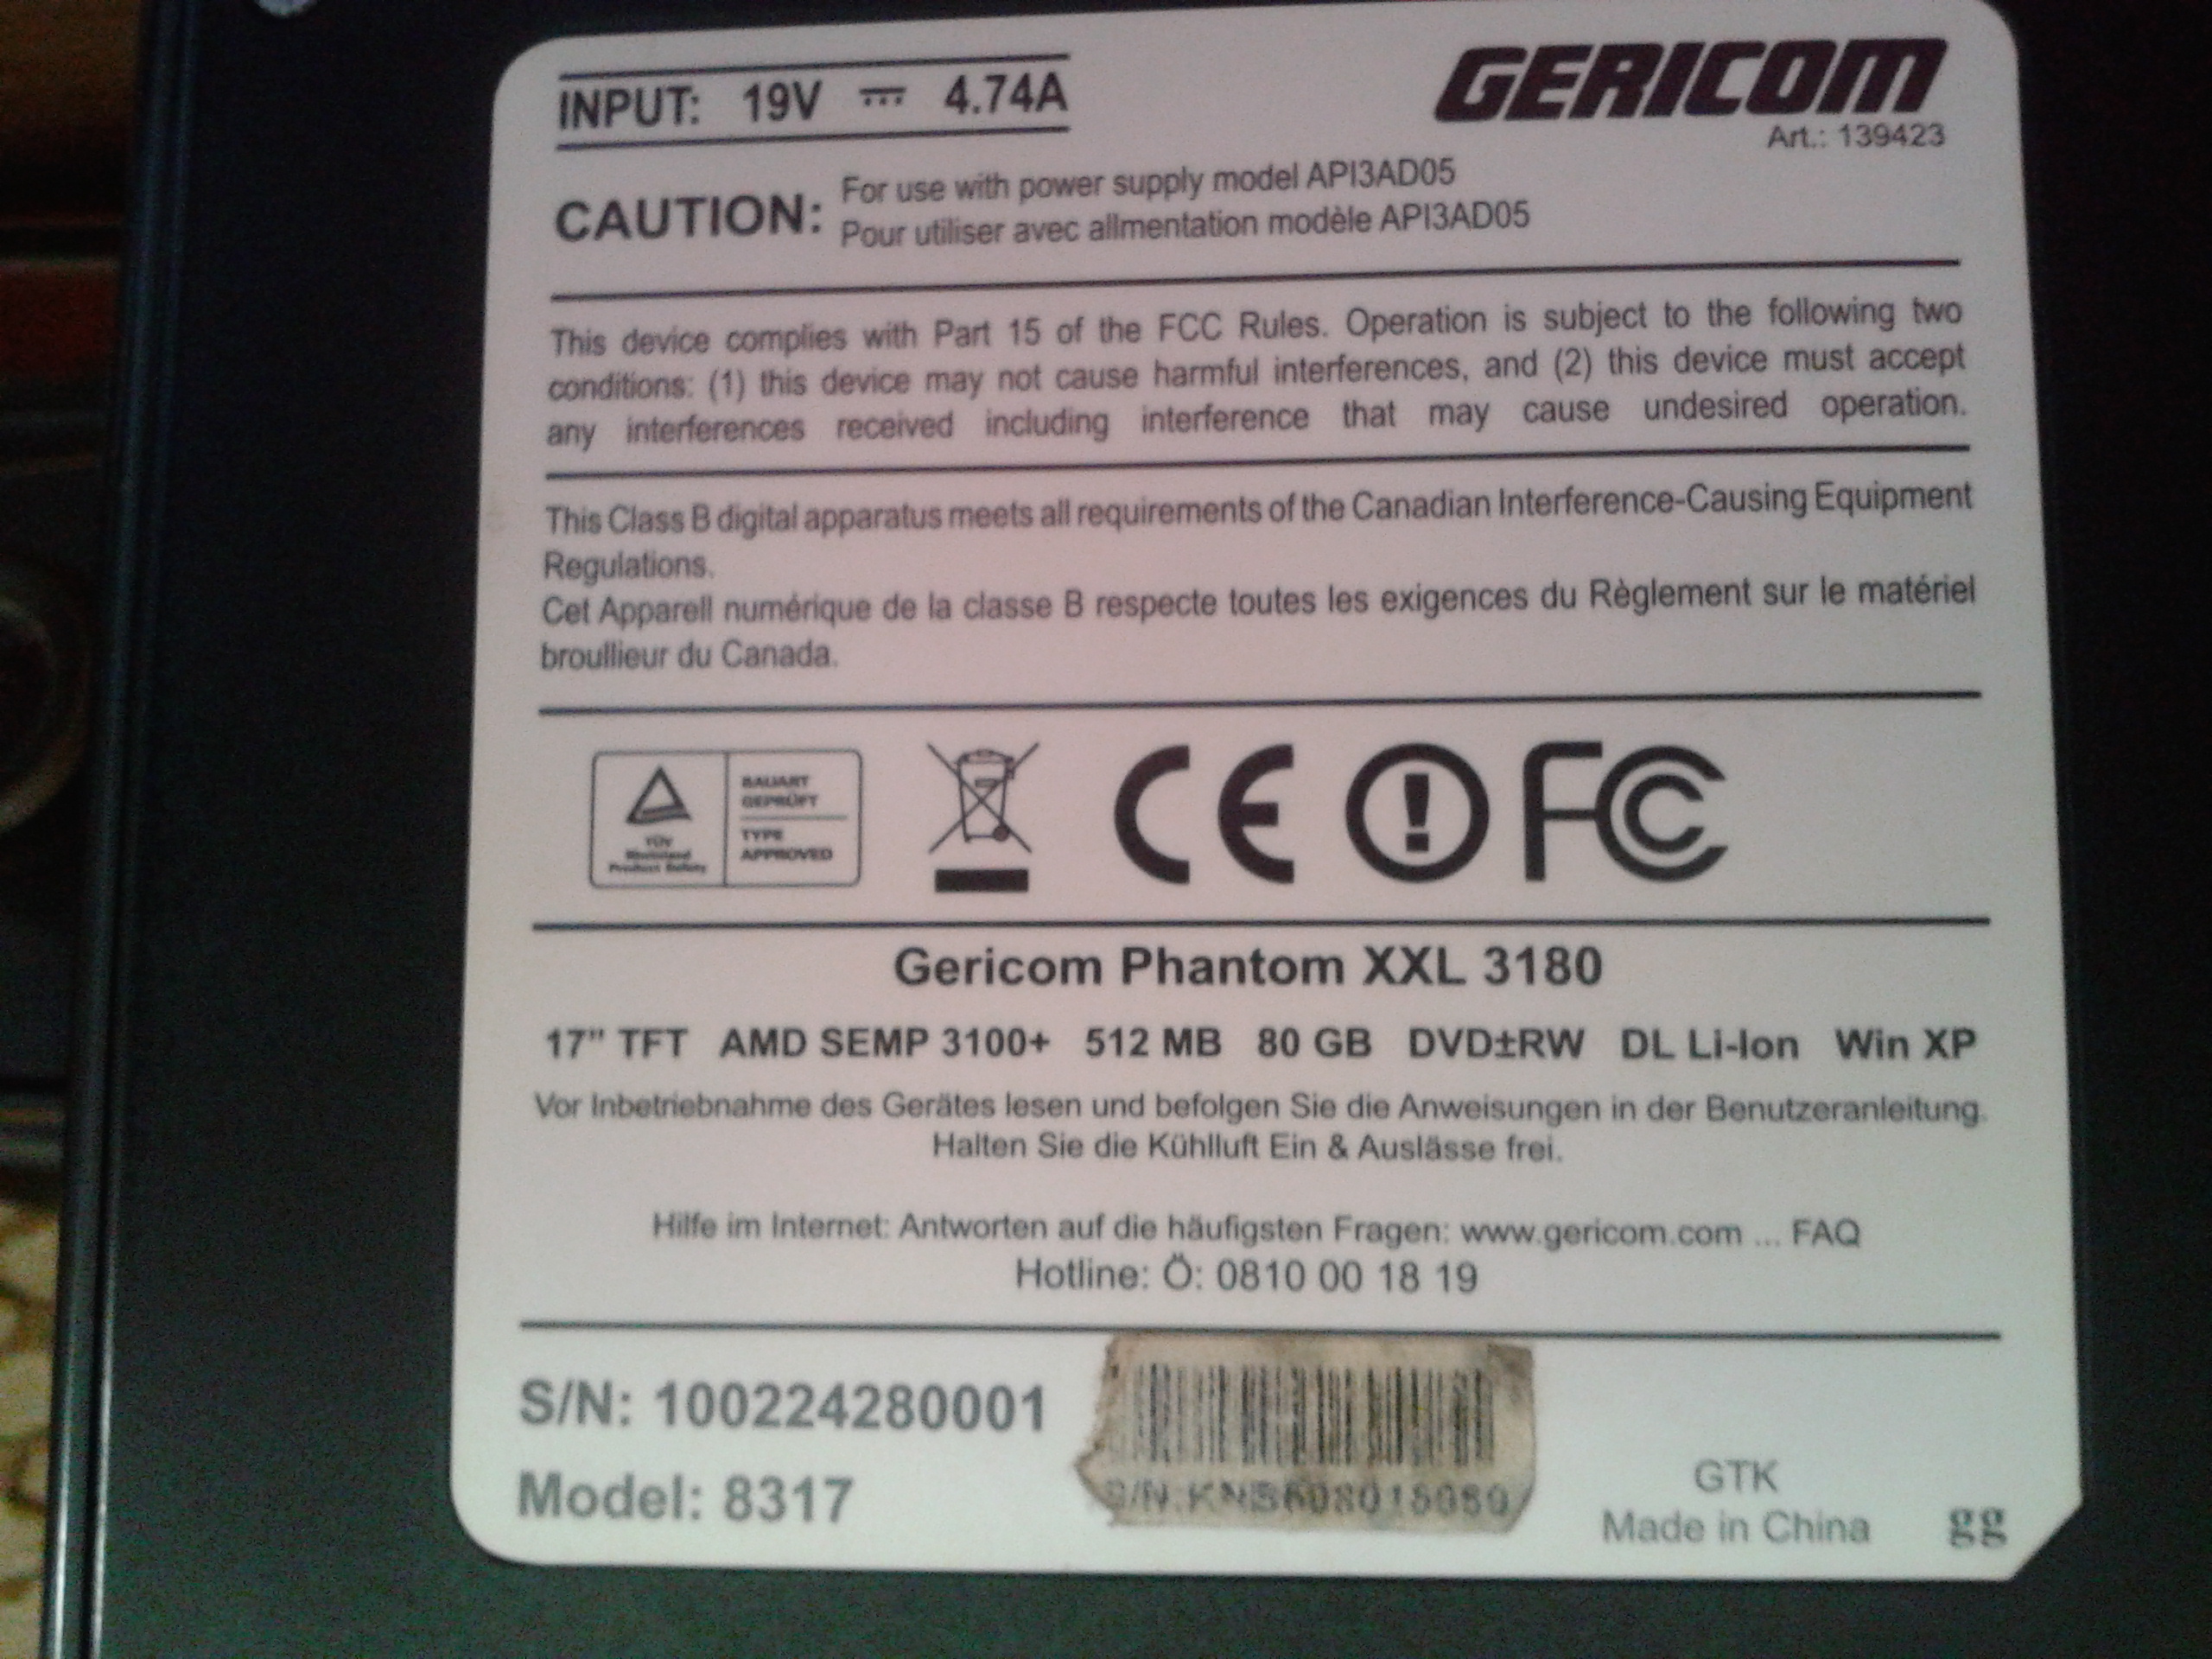 INPUT: 19V ⎓ 4.74A
GERICOM
Art.: 139423
CAUTION: For use with power supply model API3AD05
Pour utiliser avec allmentation modèle API3AD05
This device complies with Part 15 of the FCC Rules. Operation is subject to the following two
conditions: (1) this device may not cause harmful interferences, and (2) this device must accept
any interferences received including interference that may cause undesired operation.
This Class B digital apparatus meets all requirements of the Canadian Interference-Causing Equipment
Regulations.
Cet Apparell numérique de la classe B respecte toutes les exigences du Règlement sur le matériel
broullieur du Canada.
TÜV
Rheinland
Product Safety
BAUART
GEPRÜFT
TYPE
APPROVED
CE
FCC
Gericom Phantom XXL 3180
17" TFT AMD SEMP 3100+ 512 MB 80 GB DVD±RW DL Li-Ion Win XP
Vor Inbetriebnahme des Gerätes lesen und befolgen Sie die Anweisungen in der Benutzeranleitung.
Halten Sie die Kühlluft Ein & Auslässe frei.
Hilfe im Internet: Antworten auf die häufigsten Fragen: www.gericom.com ... FAQ
Hotline: Ö: 0810 00 18 19
S/N: 100224280001
Model: 8317
GTK
Made in China
gg